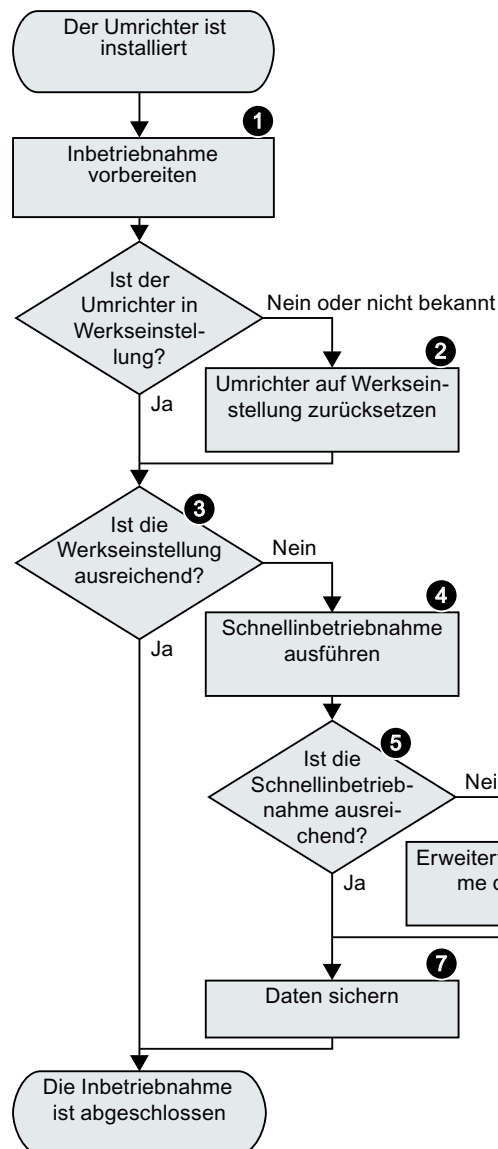 Der Umrichter ist
installiert
1
Inbetriebnahme
vorbereiten
Ist der
Umrichter in
Werkseinstel-
lung?
Nein oder nicht bekannt
Ja
2
Umrichter auf Werksein-
stellung zurücksetzen
3
Ist die
Werkseinstellung
ausreichend?
Nein
Ja
4
Schnellinbetriebnahme
ausführen
5
Ist die
Schnellinbetrieb-
nahme ausrei-
chend?
Ja
me
7
Daten sichern
Die Inbetriebnahme
ist abgeschlossen